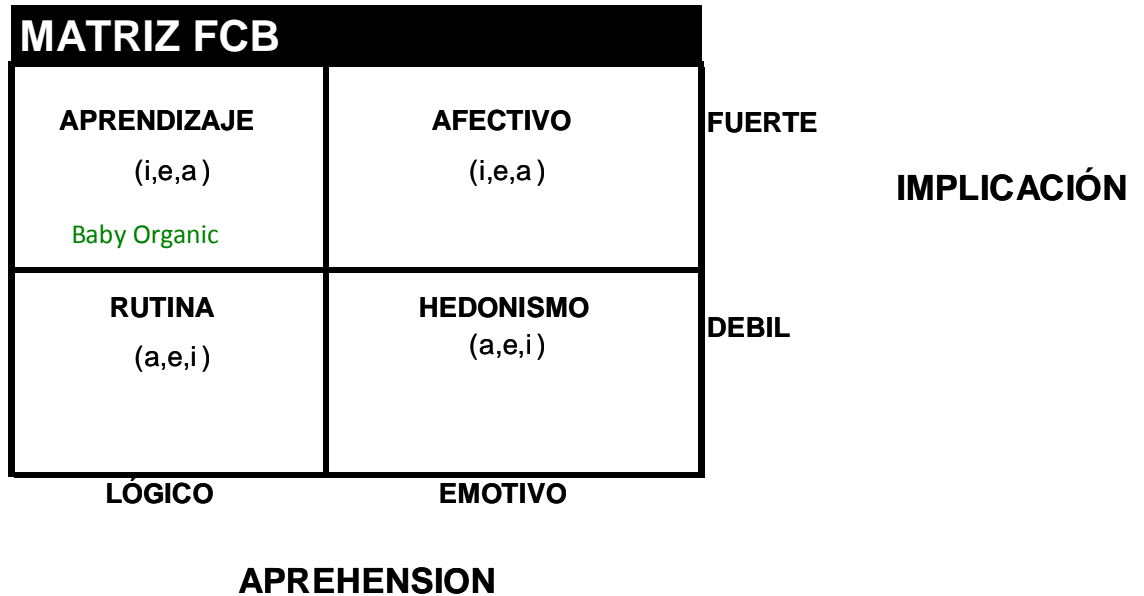 MATRIZ FCB
APRENDIZAJE AFECTIVO FUERTE
(i,e,a ) (i,e,a )
IMPLICACIÓN
Baby Organic
RUTINA HEDONISMO
DEBIL
(a,e,i ) (a,e,i )
LÓGICO EMOTIVO
APREHENSION